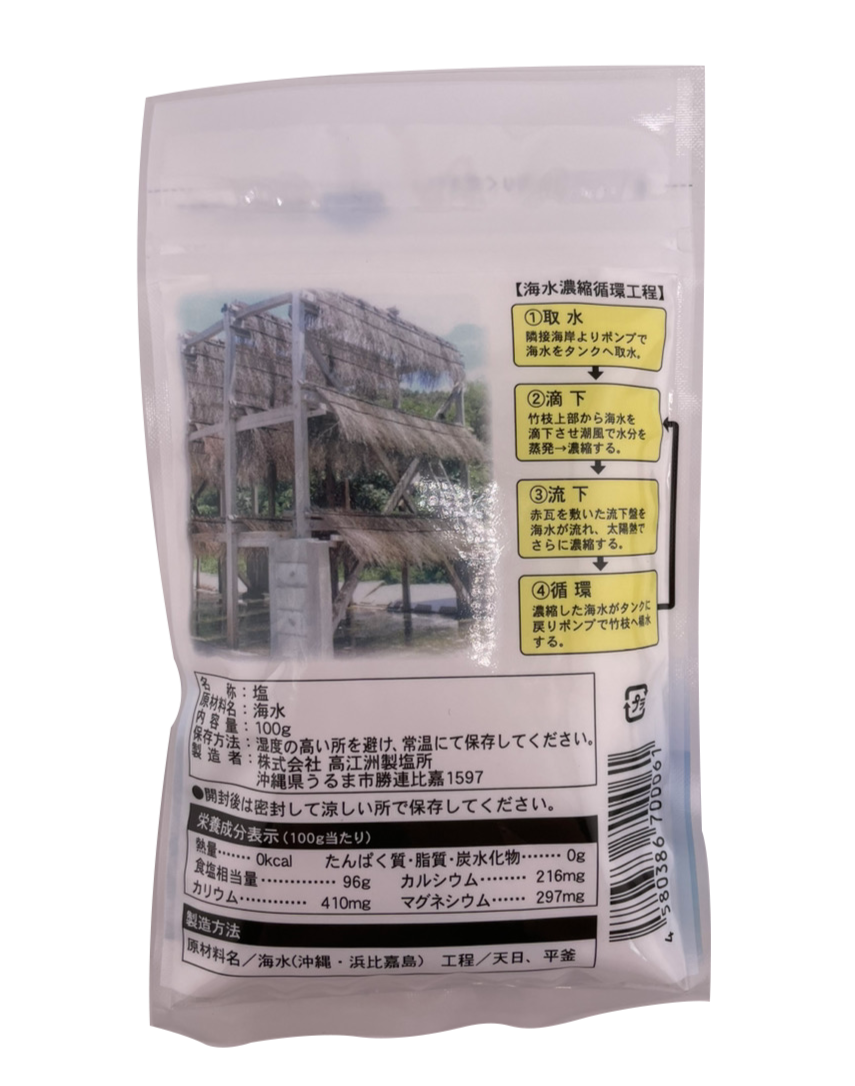 【海水濃縮循環工程】
①取 水
隣接海岸よりポンプで
海水をタンクへ取水。
②滴 下
竹枝上部から海水を
滴下させ潮風で水分を
蒸発→濃縮する。
③流 下
赤瓦を敷いた流下盤を
海水が流れ、太陽熱で
さらに濃縮する。
④循 環
濃縮した海水がタンクに
戻りポンプで竹枝へ揚水
する。
プラ
名 称：塩
原材料名：海水
内 容 量：100g
保存方法：湿度の高い所を避け、常温にて保存してください。
製 造 者：株式会社 高江洲製塩所
沖縄県うるま市勝連比嘉1597
●開封後は密封して涼しい所で保存してください。
栄養成分表示（100g当たり）
熱量…… 0kcal たんぱく質・脂質・炭水化物…… 0g
食塩相当量………… 96g カルシウム…… 216mg
カリウム………… 410mg マグネシウム…… 297mg
製造方法
原材料名／海水（沖縄・浜比嘉島） 工程／天日、平釜
4 580386 700061